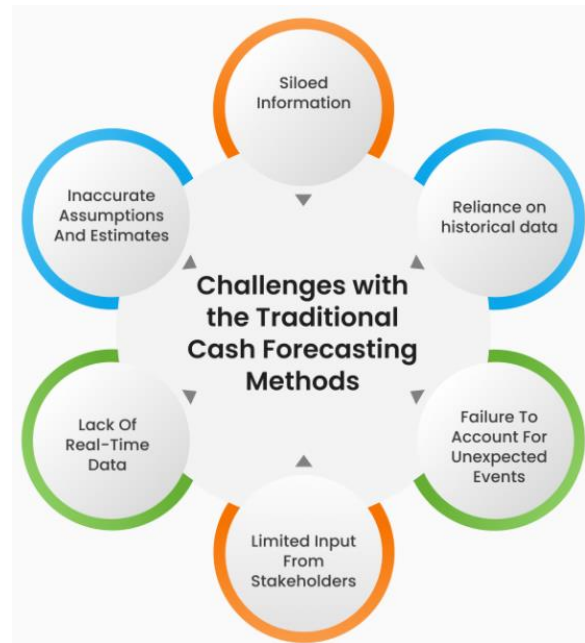 Siloed
Information
Reliance on
historical data
Failure To
Account For
Unexpected
Events
Limited Input
From
Stakeholders
Lack Of
Real-Time
Data
Inaccurate
Assumptions
And Estimates
Challenges with
the Traditional
Cash Forecasting
Methods